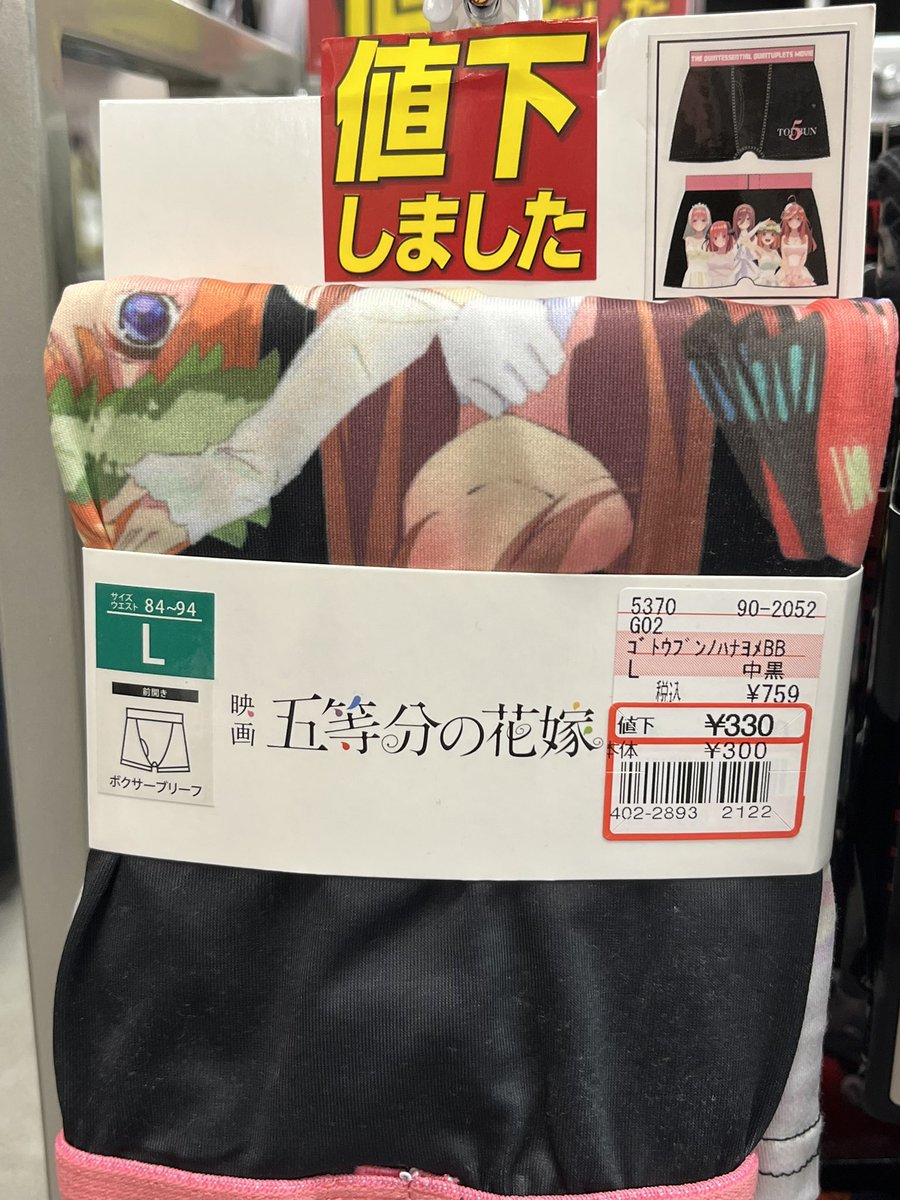 値下
しました
THE QUINTESSENTIAL QUINTUPLETS MOVIE
TO5BUN
サイズ
ウエスト 84~94
L
前開き
ボクサーブリーフ
映画 五等分の花嫁
5370 90-2052
G02
ｺﾞﾄｳﾌﾞﾝﾉﾊﾅﾖﾒBB
L 中黒
税込 ¥759
値下 ¥330
本体 ¥300
402-2893 2122